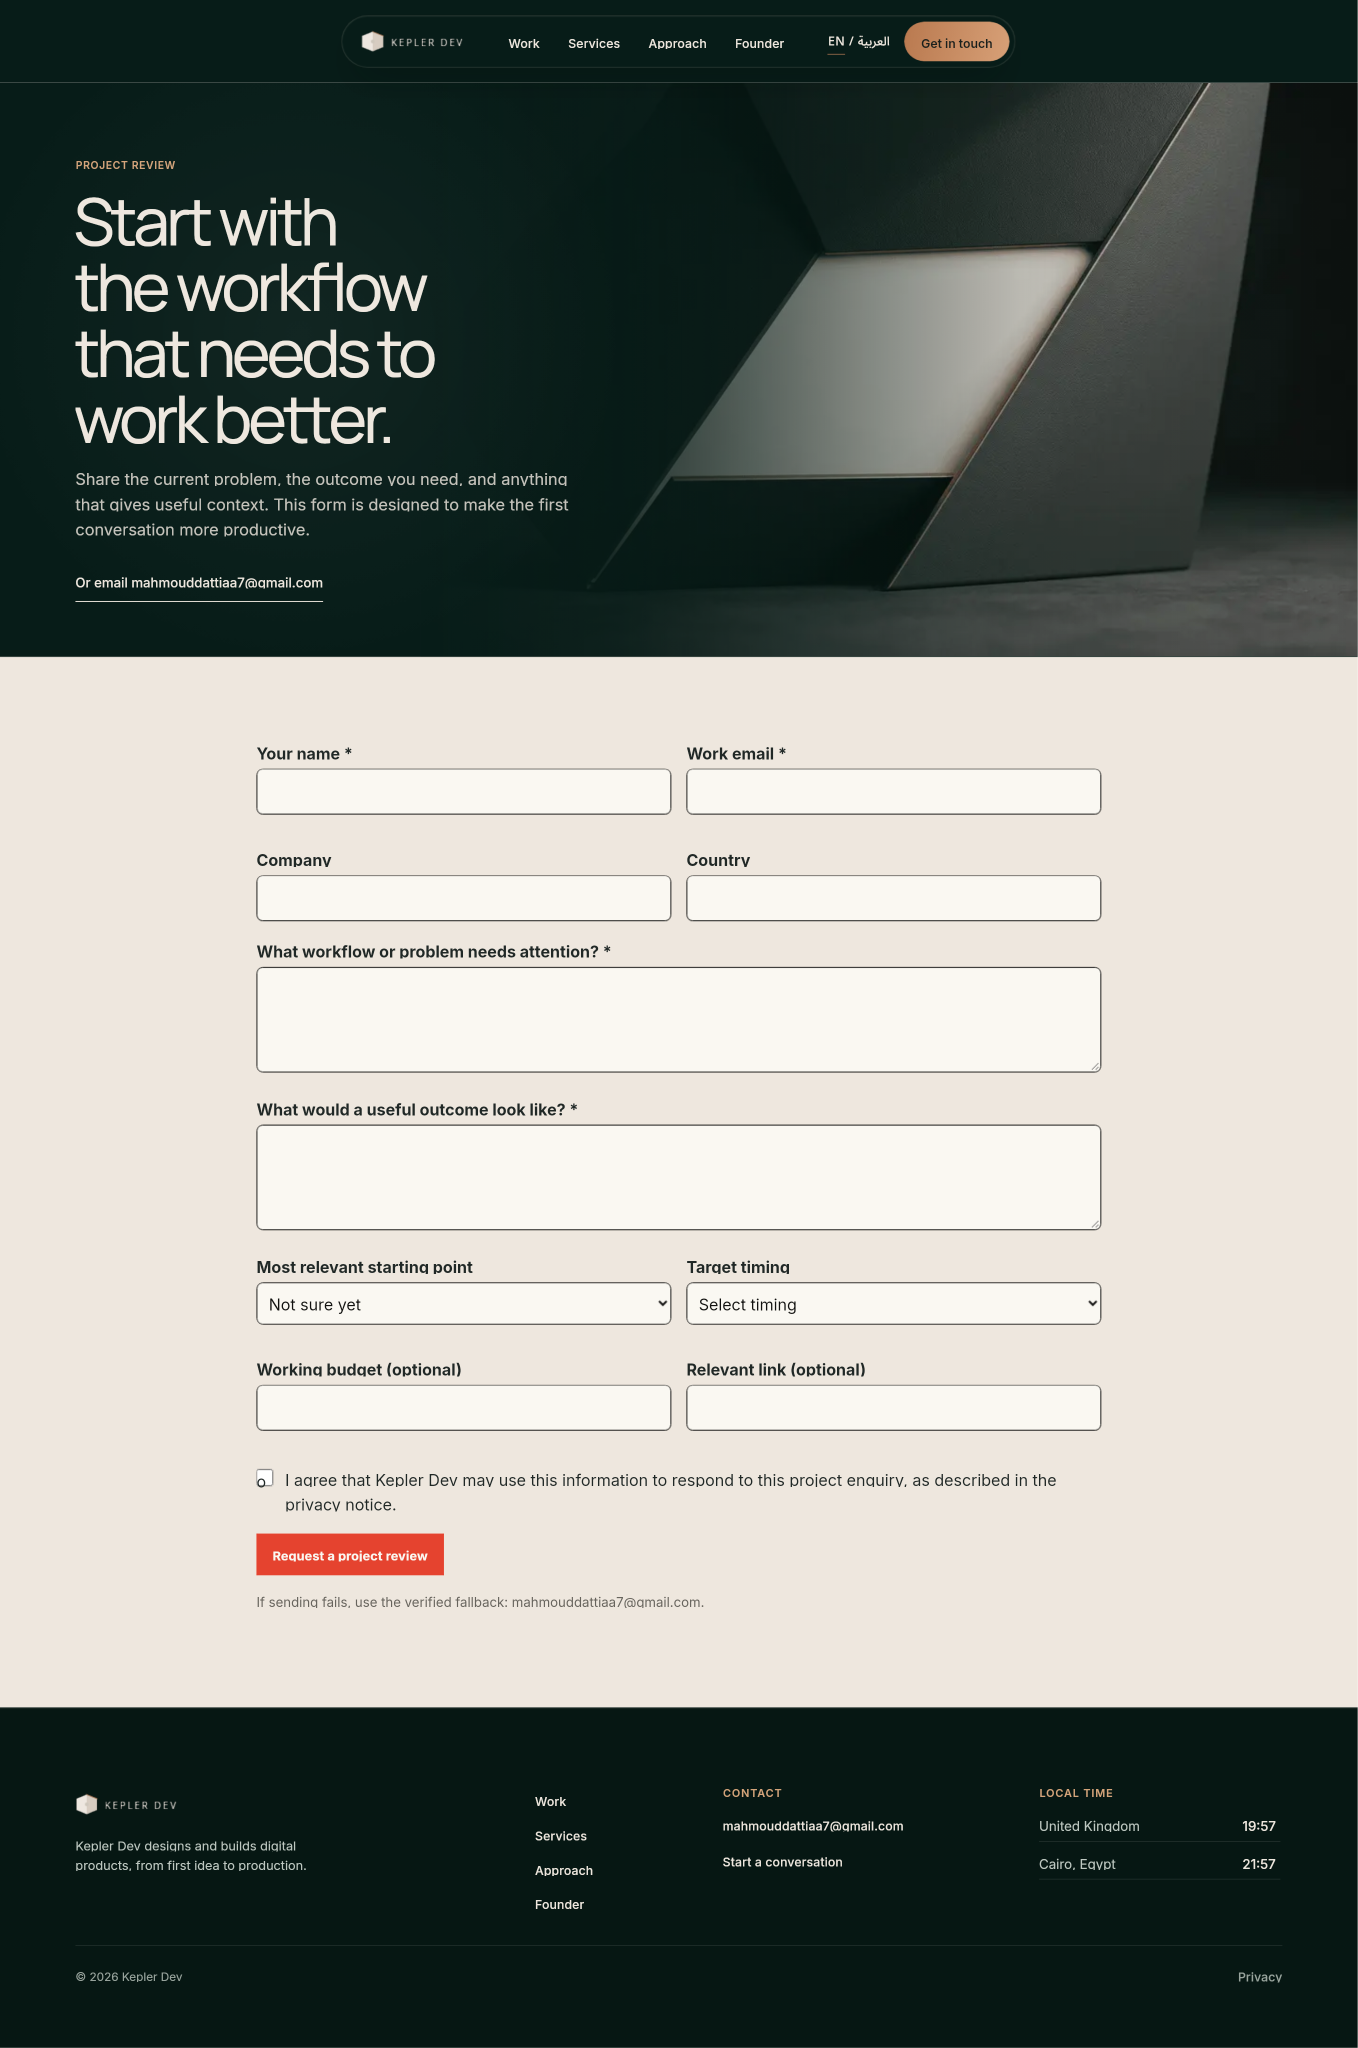 KEPLER DEV
Work
Services
Approach
Founder
EN / العربية
Get in touch
PROJECT REVIEW
Start with
the workflow
that needs to
work better.
Share the current problem, the outcome you need, and anything
that gives useful context. This form is designed to make the first
conversation more productive.
Or email mahmouddattiaa7@gmail.com
Your name *
Work email *
Company
Country
What workflow or problem needs attention? *
What would a useful outcome look like? *
Most relevant starting point
Target timing
Not sure yet
Select timing
Working budget (optional)
Relevant link (optional)
I agree that Kepler Dev may use this information to respond to this project enquiry, as described in the
privacy notice.
Request a project review
If sending fails, use the verified fallback: mahmouddattiaa7@gmail.com.
KEPLER DEV
Kepler Dev designs and builds digital
products, from first idea to production.
Work
Services
Approach
Founder
CONTACT
mahmouddattiaa7@gmail.com
Start a conversation
LOCAL TIME
United Kingdom 19:57
Cairo, Egypt 21:57
© 2026 Kepler Dev
Privacy